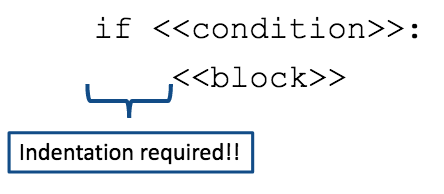 if <<condition>>:
<<block>>
Indentation required!!